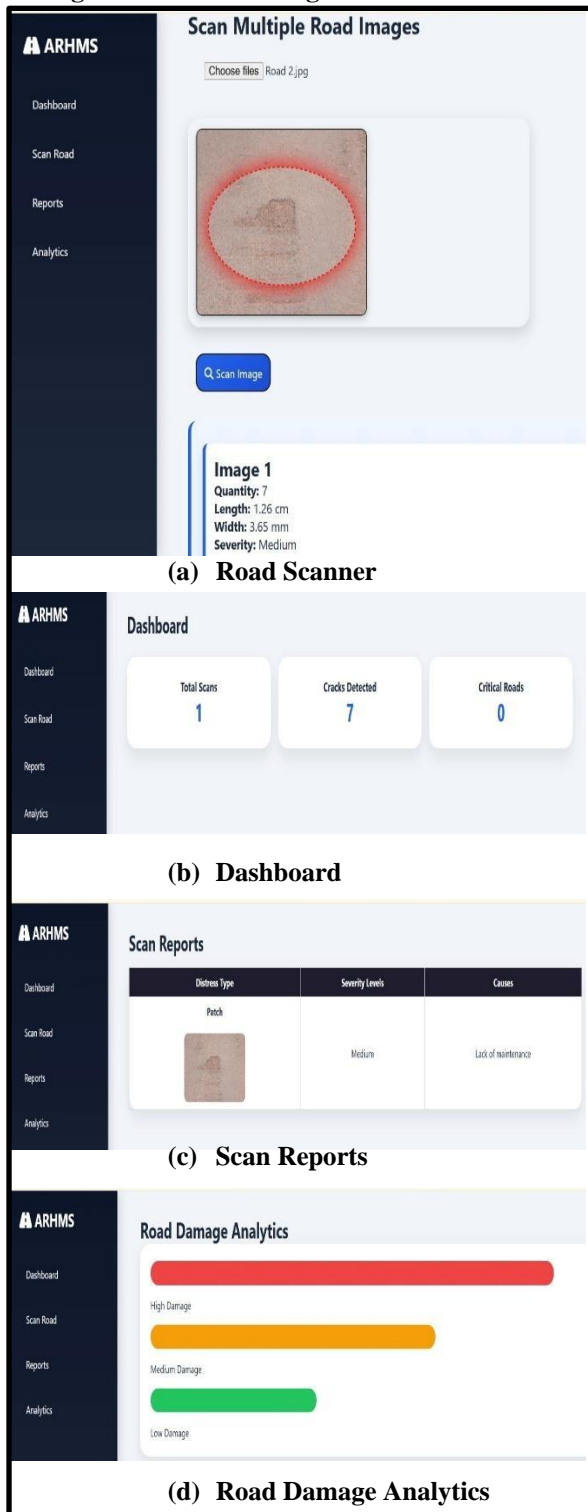 Scan Multiple Road Images
ARHMS
Choose files Road 2.jpg
Dashboard
Scan Road
Reports
Analytics
Scan Image
Image 1
Quantity: 7
Length: 1.26 cm
Width: 3.65 mm
Severity: Medium
(a) Road Scanner
ARHMS
Dashboard
Dashboard
Scan Road
Reports
Analytics
Total Scans
1
Cracks Detected
7
Critical Roads
0
(b) Dashboard
ARHMS
Scan Reports
Dashboard
Scan Road
Reports
Analytics
Distress Type Severity Levels Causes
Patch
Medium Lack of maintenance
(c) Scan Reports
ARHMS
Road Damage Analytics
Dashboard
Scan Road
Reports
Analytics
High Damage
Medium Damage
Low Damage
(d) Road Damage Analytics